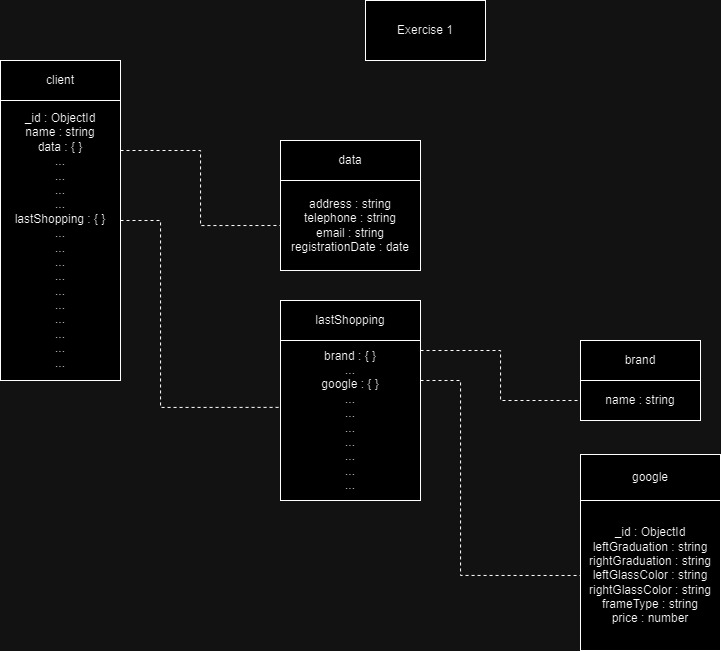 Exercise 1
client
_id : ObjectId
name : string
data : { }
...
...
...
...
lastShopping : { }
...
...
...
...
...
...
...
...
...
...
data
address : string
telephone : string
email : string
registrationDate : date
lastShopping
brand : { }
...
google : { }
...
...
...
...
...
...
...
brand
name : string
google
_id : ObjectId
leftGraduation : string
rightGraduation : string
leftGlassColor : string
rightGlassColor : string
frameType : string
price : number